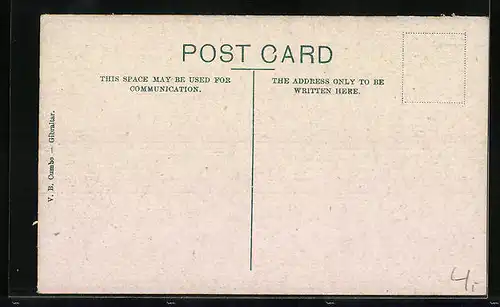 POST CARD
THIS SPACE MAY BE USED FOR
COMMUNICATION.
THE ADDRESS ONLY TO BE
WRITTEN HERE.
V. B. Cumbo — Gibraltar.
4,-